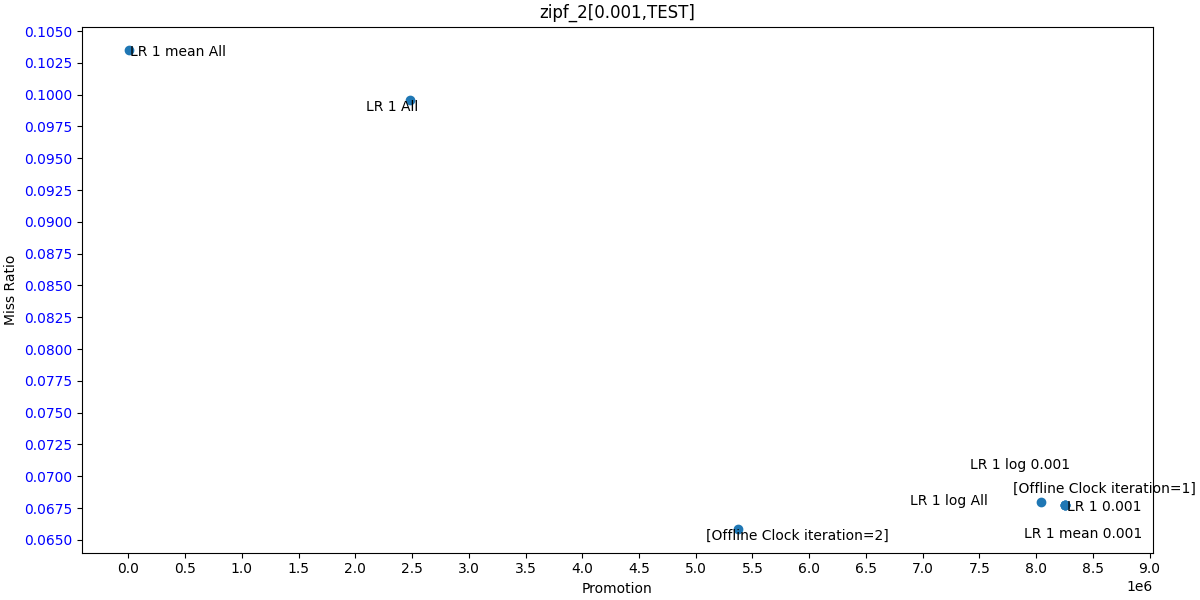 zipf_2[0.001,TEST]
0.1050
0.1025
0.1000
0.0975
0.0950
0.0925
0.0900
0.0875
0.0850
0.0825
0.0800
0.0775
0.0750
0.0725
0.0700
0.0675
0.0650
Miss Ratio
LR 1 mean All
LR 1 All
LR 1 log 0.001
[Offline Clock iteration=1]
LR 1 log All
LR 1 0.001
LR 1 mean 0.001
[Offline Clock iteration=2]
0.0 0.5 1.0 1.5 2.0 2.5 3.0 3.5 4.0 4.5 5.0 5.5 6.0 6.5 7.0 7.5 8.0 8.5 9.0
1e6
Promotion